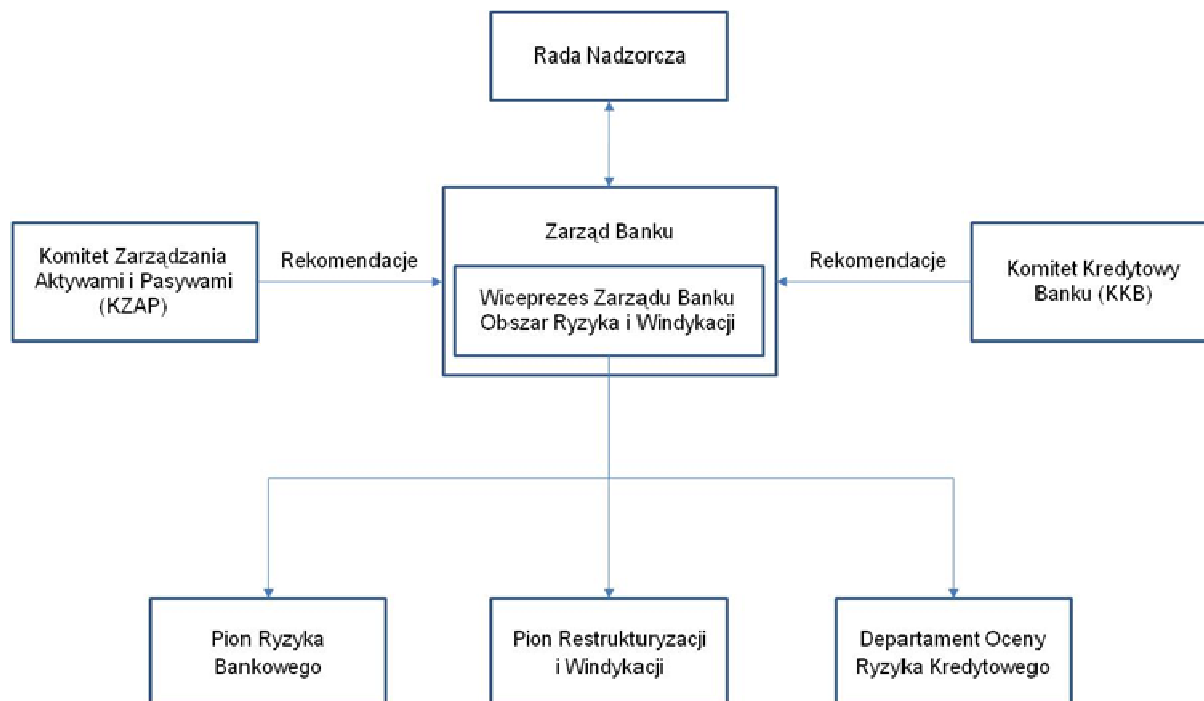 Rada Nadzorcza
Zarząd Banku
Komitet Zarządzania
Aktywami i Pasywami
(KZAP)
Rekomendacje
Wiceprezes Zarządu Banku
Obszar Ryzyka i Windykacji
Rekomendacje
Komitet Kredytowy
Banku (KKB)
Pion Ryzyka
Bankowego
Pion Restrukturyzacji
i Windykacji
Departament Oceny
Ryzyka Kredytowego